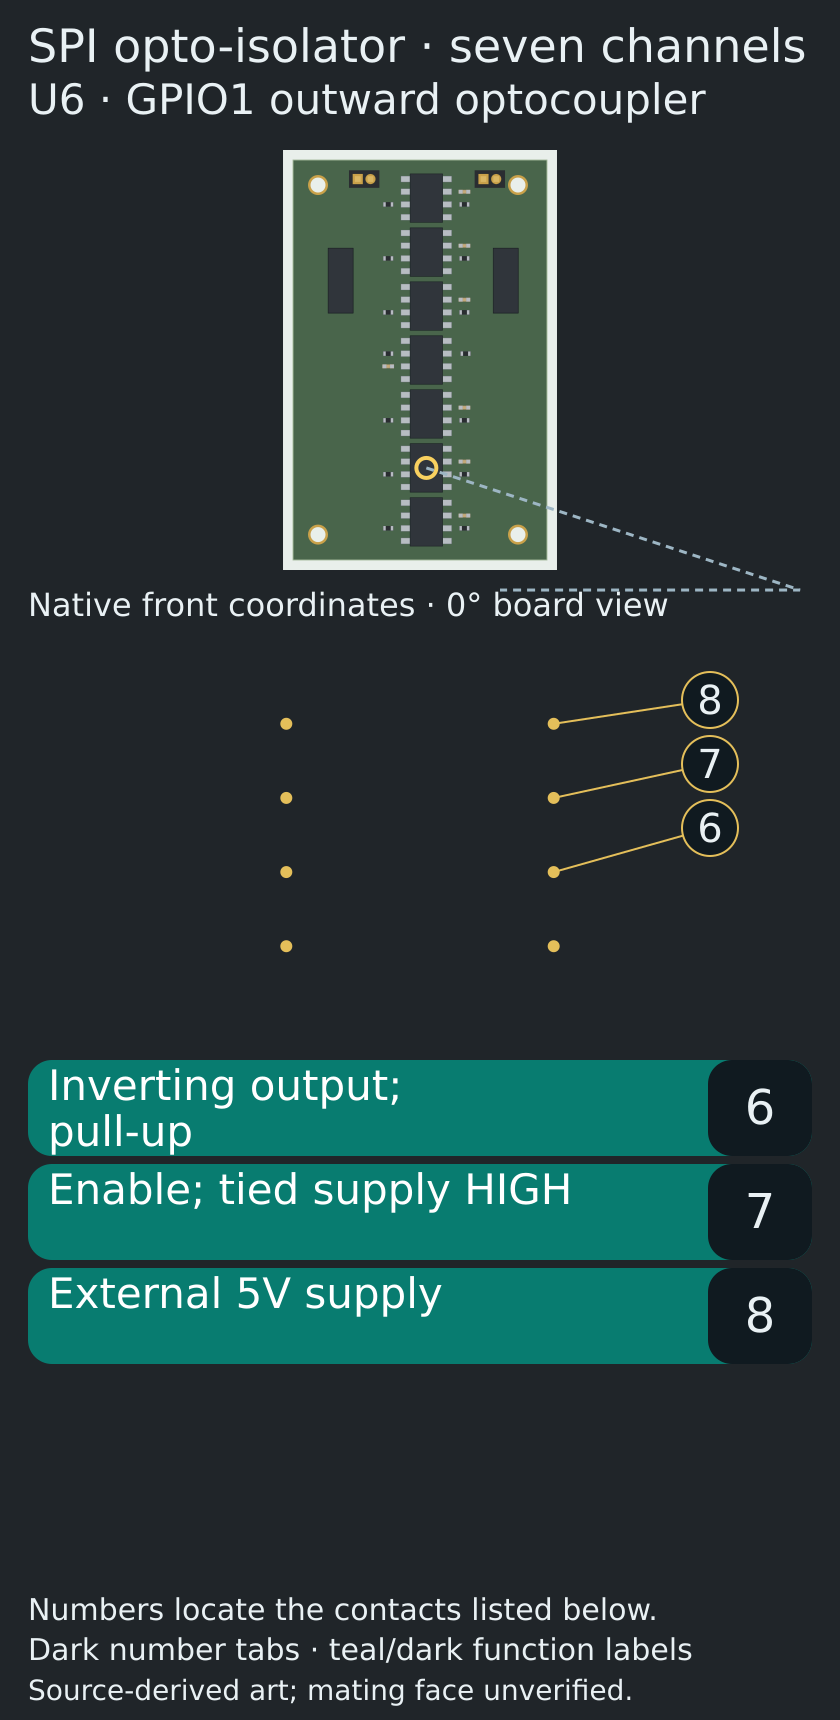 SPI opto-isolator · seven channels
U6 · GPIO1 outward optocoupler
Native front coordinates · 0° board view
8
7
6
Inverting output;
pull-up
6
Enable; tied supply HIGH
7
External 5V supply
8
Numbers locate the contacts listed below.
Dark number tabs · teal/dark function labels
Source-derived art; mating face unverified.